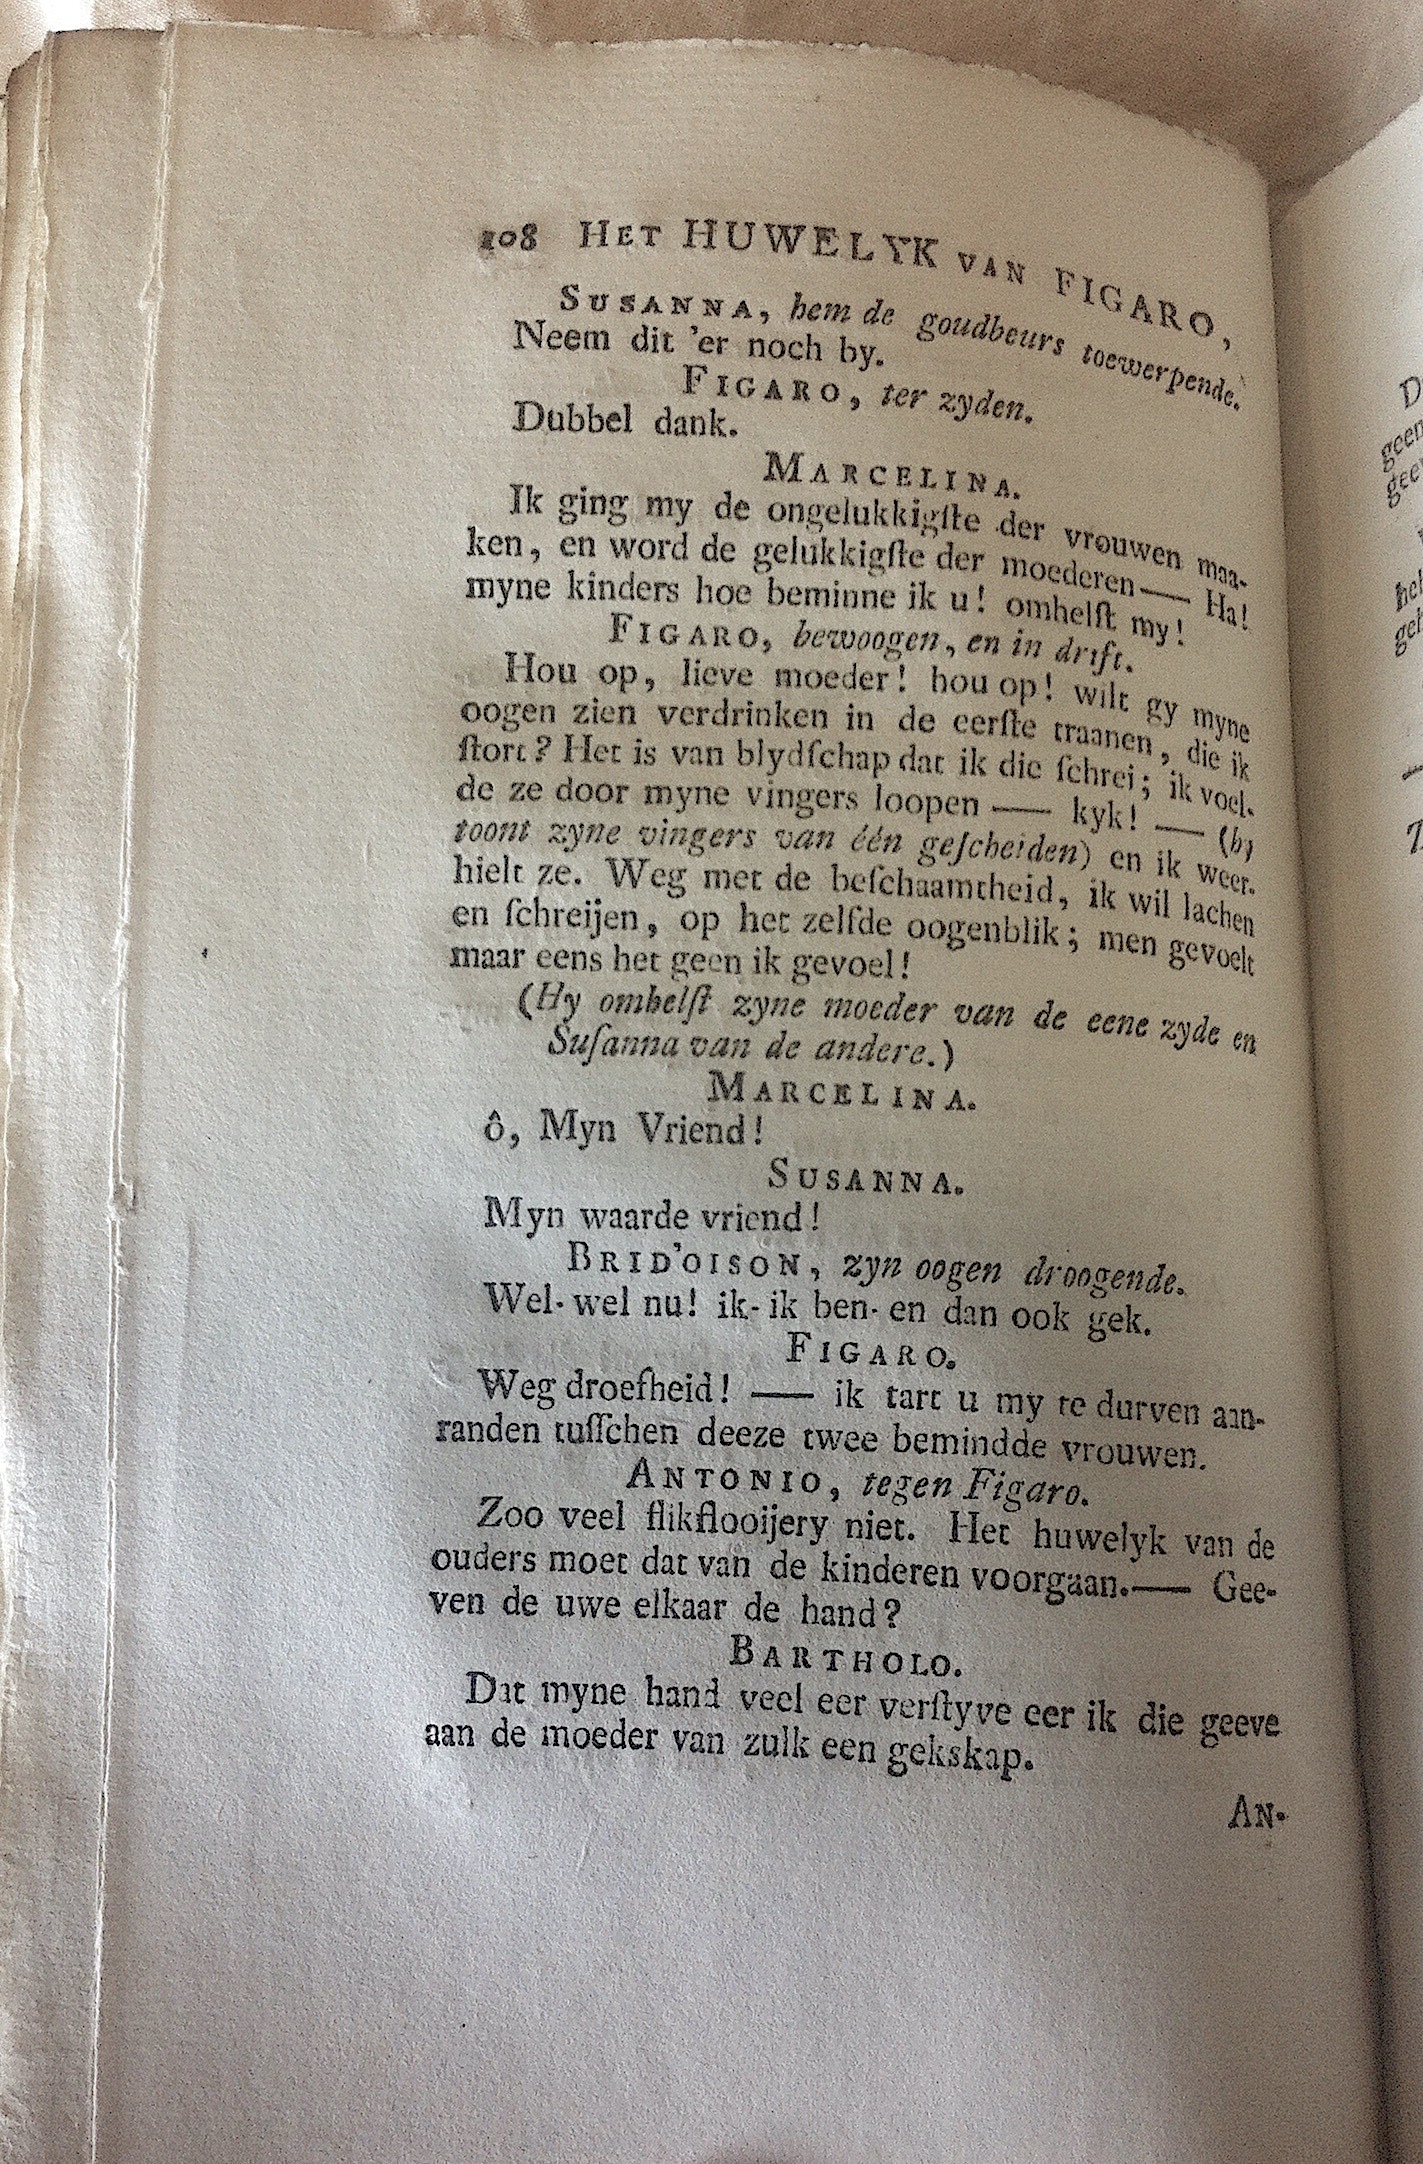 108 HET HUWELYK VAN FIGARO,
SUSANNA, hem de goudbeurs toewerpende.
Neem dit 'er noch by.
FIGARO, ter zyden.
Dubbel dank.
MARCELINA.
Ik ging my de ongelukkigſte der vrouwen maa-
ken, en word de gelukkigſte der moederen —— Ha!
myne kinders hoe beminne ik u! omhelſt my!
FIGARO, bewoogen, en in drift.
Hou op, lieve moeder! hou op! wilt gy myne
oogen zien verdrinken in de eerſte traanen, die ik
ſtort? Het is van blydſchap dat ik die ſchrei; ik voel-
de ze door myne vingers loopen —— kyk! —— (hy
toont zyne vingers van één geſcheiden) en ik weer-
hielt ze. Weg met de beſchaamtheid, ik wil lachen
en ſchreijen, op het zelfde oogenblik; men gevoelt
maar eens het geen ik gevoel!
(Hy omhelſt zyne moeder van de eene zyde en
Suſanna van de andere.)
MARCELINA.
ô, Myn Vriend!
SUSANNA.
Myn waarde vriend!
BRID'OISON, zyn oogen droogende.
Wel- wel nu! ik- ik ben- en dan ook gek.
FIGARO.
Weg droefheid! —— ik tart u my te durven aan-
randen tuſſchen deeze twee bemindde vrouwen.
ANTONIO, tegen Figaro.
Zoo veel flikflooijery niet. Het huwelyk van de
ouders moet dat van de kinderen voorgaan. —— Gee-
ven de uwe elkaar de hand?
BARTHOLO.
Dat myne hand veel eer verſtyve eer ik die geeve
aan de moeder van zulk een gekskap.
AN-